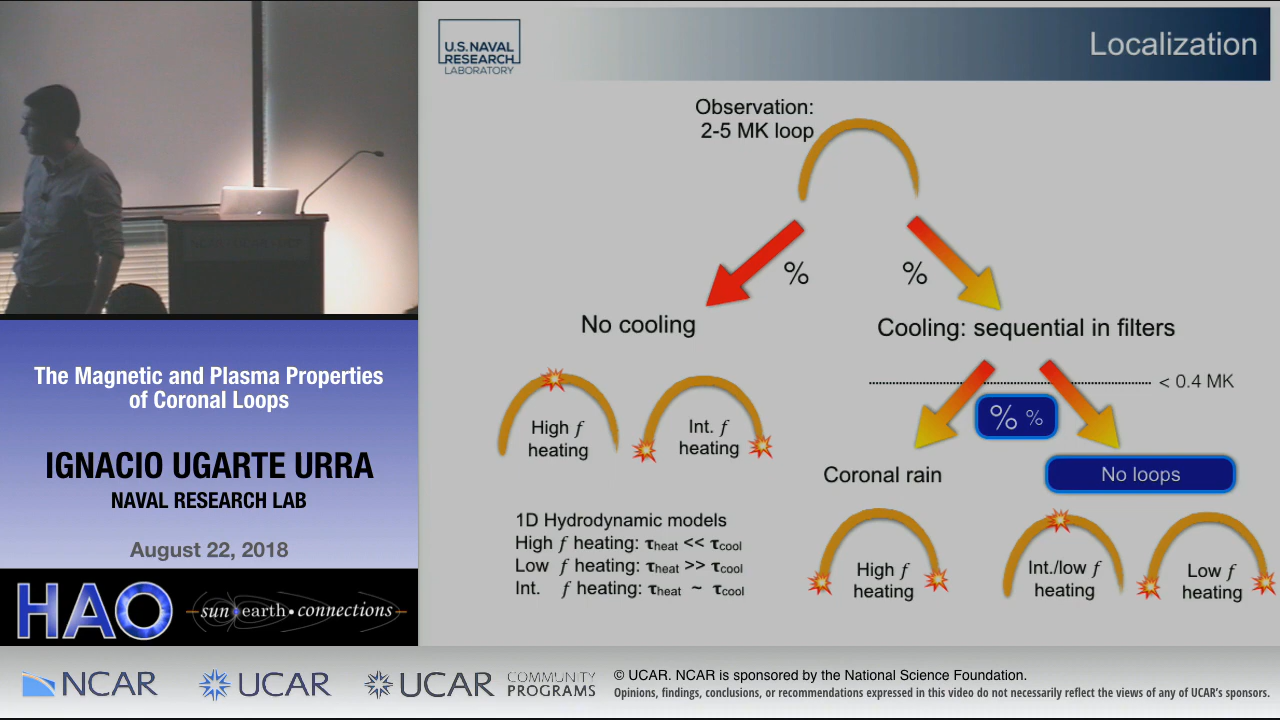 U.S. NAVAL
RESEARCH
LABORATORY
Localization
Observation:
2-5 MK loop
%
%
No cooling
Cooling: sequential in filters
< 0.4 MK
% %
High f
heating
Int. f
heating
Coronal rain
No loops
1D Hydrodynamic models
High f heating: τheat << τcool
Low f heating: τheat >> τcool
Int. f heating: τheat ~ τcool
High f
heating
Int./low f
heating
Low f
heating
The Magnetic and Plasma Properties
of Coronal Loops
IGNACIO UGARTE URRA
NAVAL RESEARCH LAB
August 22, 2018
HAO
sun earth • connections
NCAR
UCAR
UCAR
COMMUNITY
PROGRAMS
© UCAR. NCAR is sponsored by the National Science Foundation.
Opinions, findings, conclusions, or recommendations expressed in this video do not necessarily reflect the views of any of UCAR's sponsors.